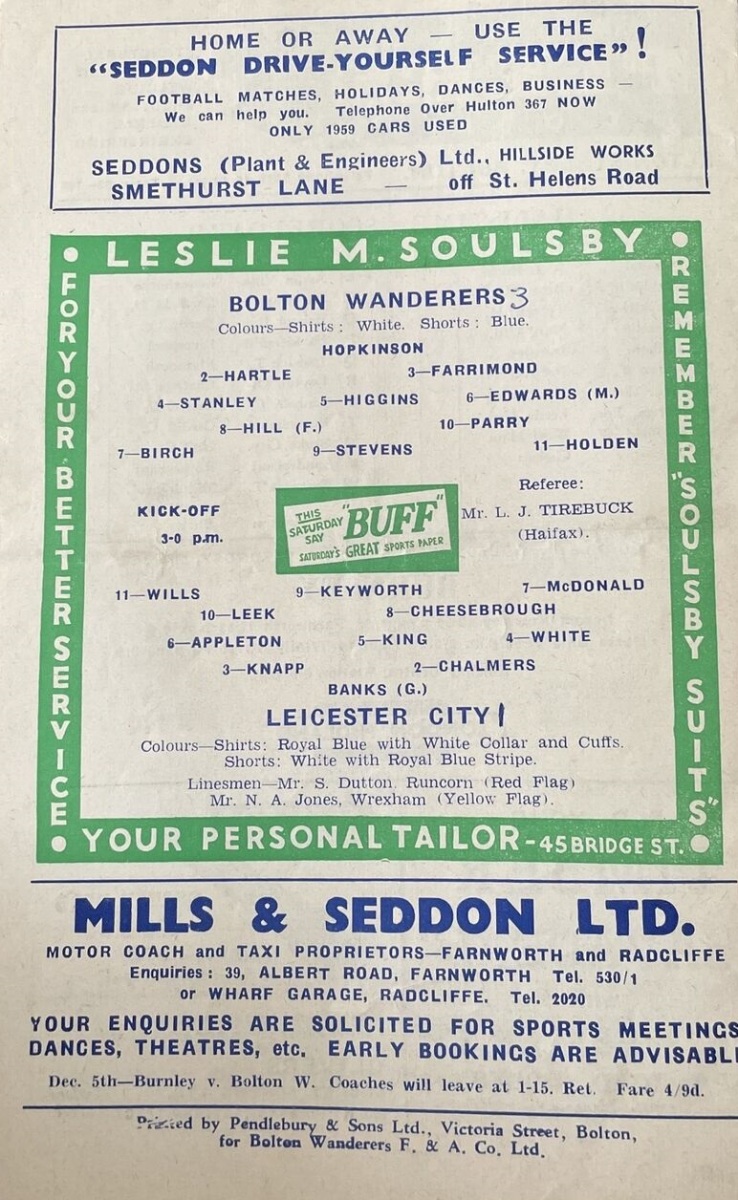 HOME OR AWAY — USE THE
"SEDDON DRIVE-YOURSELF SERVICE"!
FOOTBALL MATCHES, HOLIDAYS, DANCES, BUSINESS —
We can help you. Telephone Over Hulton 367 NOW
ONLY 1959 CARS USED
SEDDONS (Plant & Engineers) Ltd., HILLSIDE WORKS
SMETHURST LANE — off St. Helens Road
LESLIE M. SOULSBY
FOR YOUR BETTER SERVICE
REMEMBER "SOULSBY SUITS"
BOLTON WANDERERS 3
Colours—Shirts: White. Shorts: Blue.
HOPKINSON
2—HARTLE 3—FARRIMOND
4—STANLEY 5—HIGGINS 6—EDWARDS (M.)
8—HILL (F.) 10—PARRY
7—BIRCH 9—STEVENS 11—HOLDEN
KICK-OFF
3-0 p.m.
THIS
SATURDAY
SAY
"BUFF"
SATURDAY'S GREAT SPORTS PAPER
Referee:
Mr. L. J. TIREBUCK
(Haifax).
11—WILLS 9—KEYWORTH 7—McDONALD
10—LEEK 8—CHEESEBROUGH
6—APPLETON 5—KING 4—WHITE
3—KNAPP 2—CHALMERS
BANKS (G.)
LEICESTER CITY 1
Colours—Shirts: Royal Blue with White Collar and Cuffs.
Shorts: White with Royal Blue Stripe.
Linesmen—Mr. S. Dutton, Runcorn (Red Flag)
Mr. N. A. Jones, Wrexham (Yellow Flag).
YOUR PERSONAL TAILOR - 45 BRIDGE ST.
MILLS & SEDDON LTD.
MOTOR COACH and TAXI PROPRIETORS—FARNWORTH and RADCLIFFE
Enquiries: 39, ALBERT ROAD, FARNWORTH Tel. 530/1
or WHARF GARAGE, RADCLIFFE. Tel. 2020
YOUR ENQUIRIES ARE SOLICITED FOR SPORTS MEETINGS
DANCES, THEATRES, etc. EARLY BOOKINGS ARE ADVISABL
Dec. 5th—Burnley v. Bolton W. Coaches will leave at 1-15. Ret. Fare 4/9d.
Printed by Pendlebury & Sons Ltd., Victoria Street, Bolton,
for Bolton Wanderers F. & A. Co. Ltd.